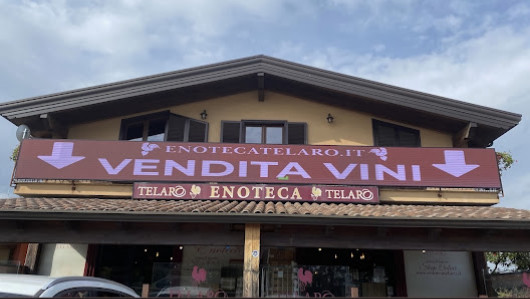 ENOTECATELARO.IT
VENDITA VINI
TELARO ENOTECA TELARO